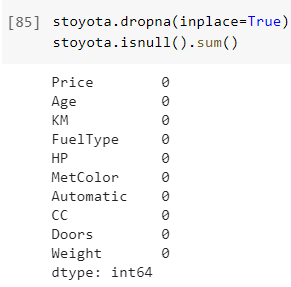 [85] stoyota.dropna(inplace=True)
stoyota.isnull().sum()
Price 0
Age 0
KM 0
FuelType 0
HP 0
MetColor 0
Automatic 0
CC 0
Doors 0
Weight 0
dtype: int64